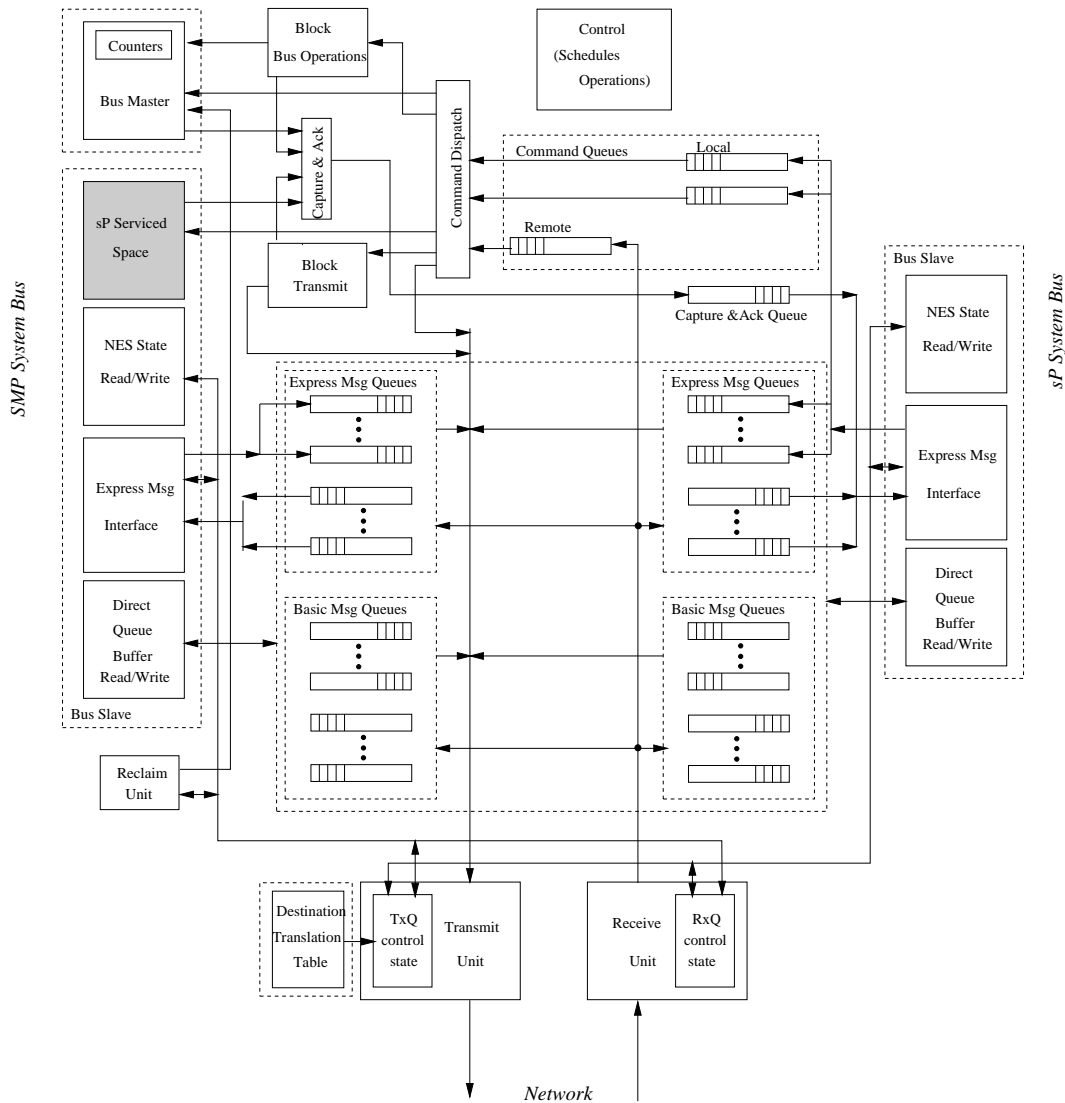 Counters
Bus Master
Block
Bus Operations
Control
(Schedules
Operations)
Capture & Ack
Command Dispatch
Command Queues
Local
Remote
sP Serviced
Space
Block
Transmit
Capture &Ack Queue
SMP System Bus
NES State
Read/Write
Express Msg
Interface
Direct
Queue
Buffer
Read/Write
Bus Slave
Express Msg Queues
Express Msg Queues
Basic Msg Queues
Basic Msg Queues
Bus Slave
NES State
Read/Write
Express Msg
Interface
Direct
Queue
Buffer
Read/Write
sP System Bus
Reclaim
Unit
Destination
Translation
Table
TxQ
control
state
Transmit
Unit
Receive
Unit
RxQ
control
state
Network